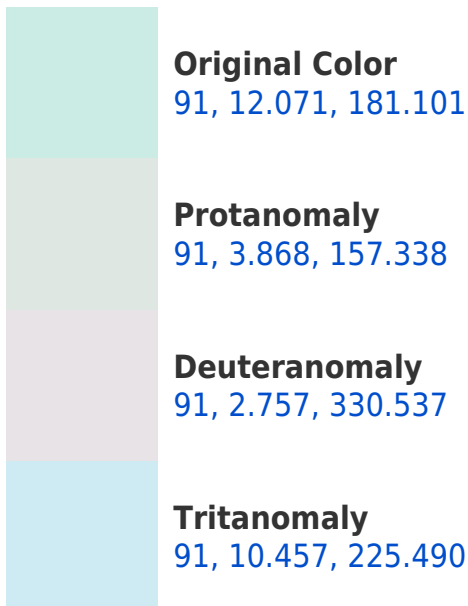 Original Color
91, 12.071, 181.101
Protanomaly
91, 3.868, 157.338
Deuteranomaly
91, 2.757, 330.537
Tritanomaly
91, 10.457, 225.490